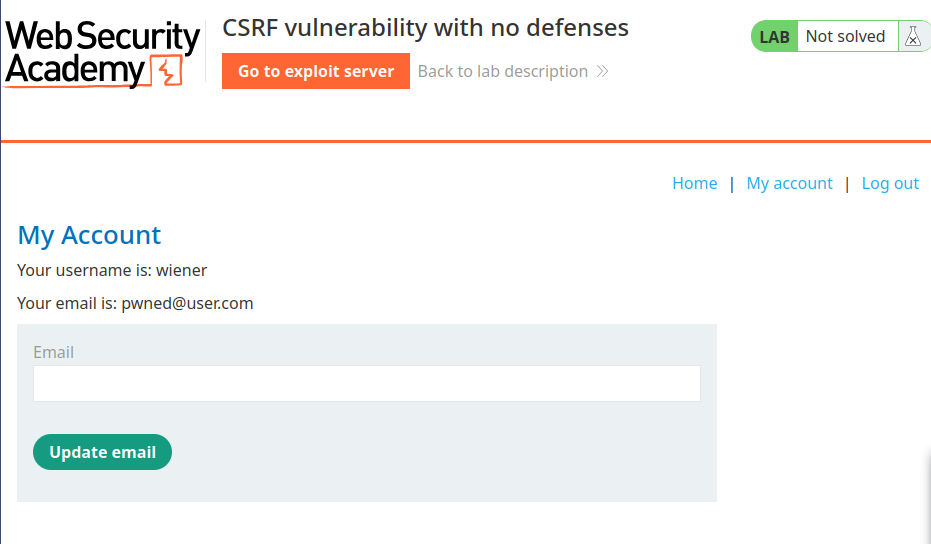 Web Security
Academy
CSRF vulnerability with no defenses
Go to exploit server
Back to lab description
LAB Not solved
Home | My account | Log out
My Account
Your username is: wiener
Your email is: pwned@user.com
Email
Update email